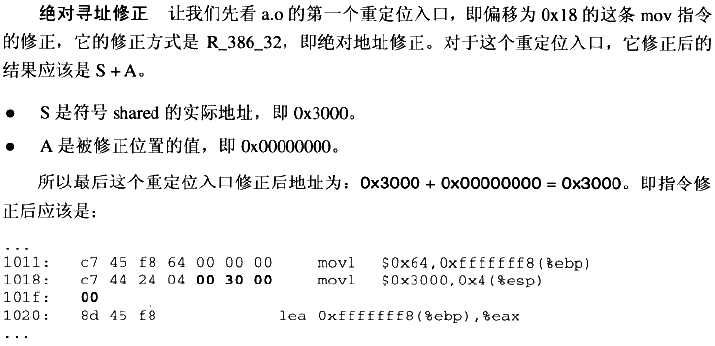 绝对寻址修正　让我们先看 a.o 的第一个重定位入口，即偏移为 0x18 的这条 mov 指令
的修正，它的修正方式是 R_386_32，即绝对地址修正。对于这个重定位入口，它修正后的
结果应该是 S + A。
● S 是符号 shared 的实际地址，即 0x3000。
● A 是被修正位置的值，即 0x00000000。
所以最后这个重定位入口修正后地址为：0x3000 + 0x00000000 = 0x3000。即指令修
正后应该是：
...
1011: c7 45 f8 64 00 00 00 movl $0x64,0xfffffff8(%ebp)
1018: c7 44 24 04 00 30 00 movl $0x3000,0x4(%esp)
101f: 00
1020: 8d 45 f8 lea 0xfffffff8(%ebp),%eax
...